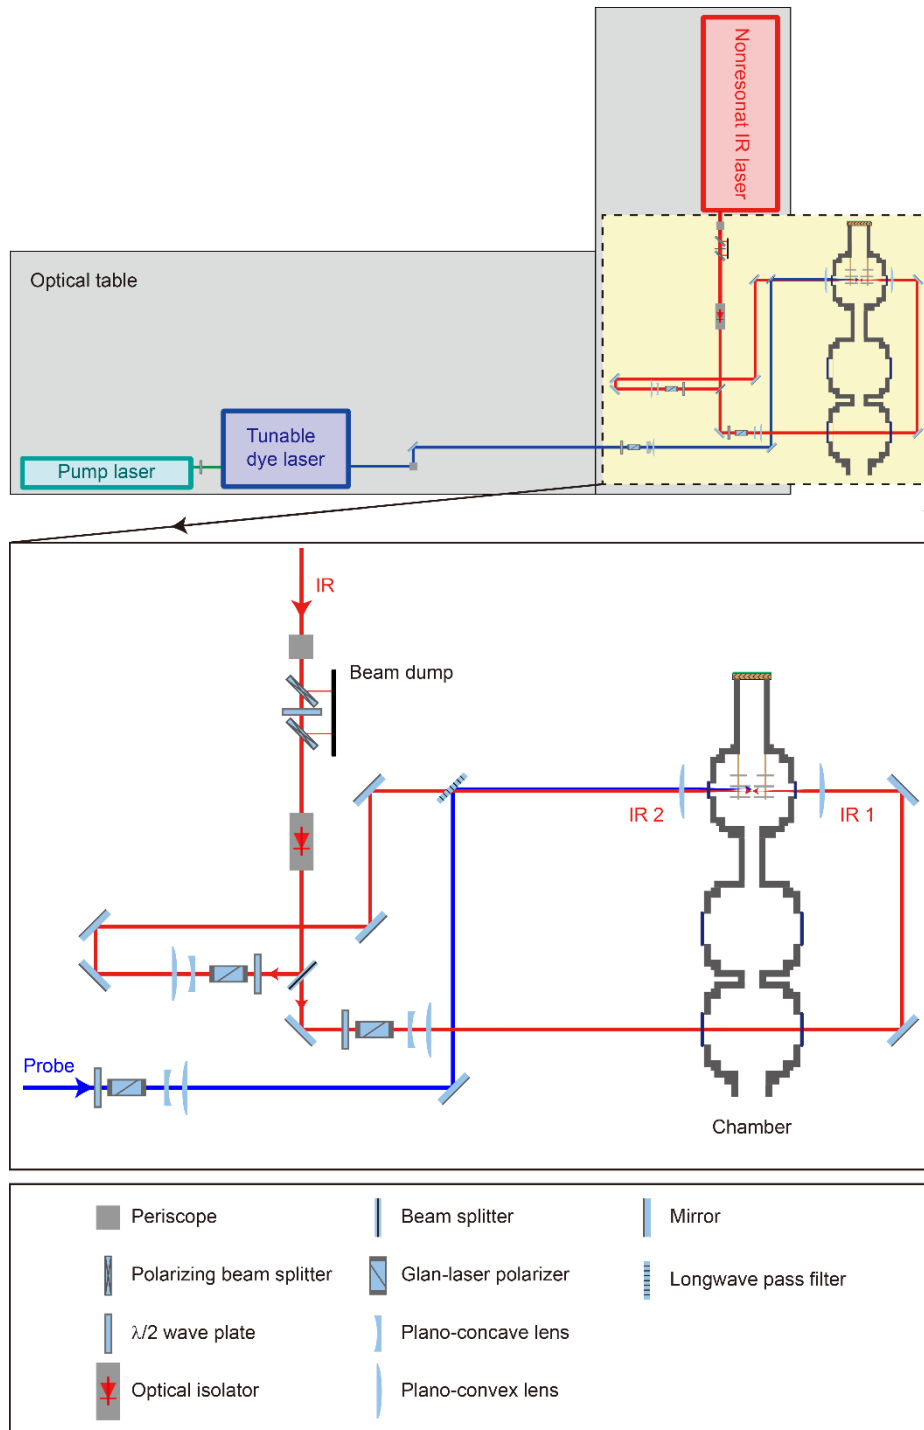 Nonresonat IR laser
Optical table
Tunable
dye laser
Pump laser
IR
Beam dump
IR 2
IR 1
Probe
Chamber
Periscope
Beam splitter
Mirror
Polarizing beam splitter
Glan-laser polarizer
Longwave pass filter
λ/2 wave plate
Plano-concave lens
Optical isolator
Plano-convex lens